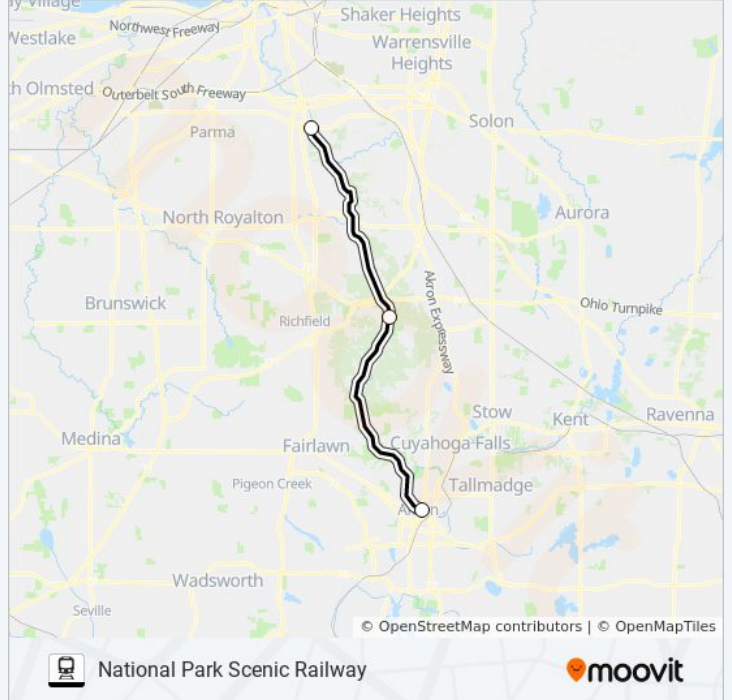 Shaker Heights
Northwest Freeway
Westlake
Warrensville
Heights
Olmsted
Outerbelt South Freeway
Solon
Parma
North Royalton
Aurora
Akron Expressway
Brunswick
Ohio Turnpike
Richfield
Stow
Kent
Ravenna
Medina
Fairlawn
Cuyahoga Falls
Pigeon Creek
Tallmadge
Wadsworth
Seville
© OpenStreetMap contributors | © OpenMapTiles
National Park Scenic Railway
moovit